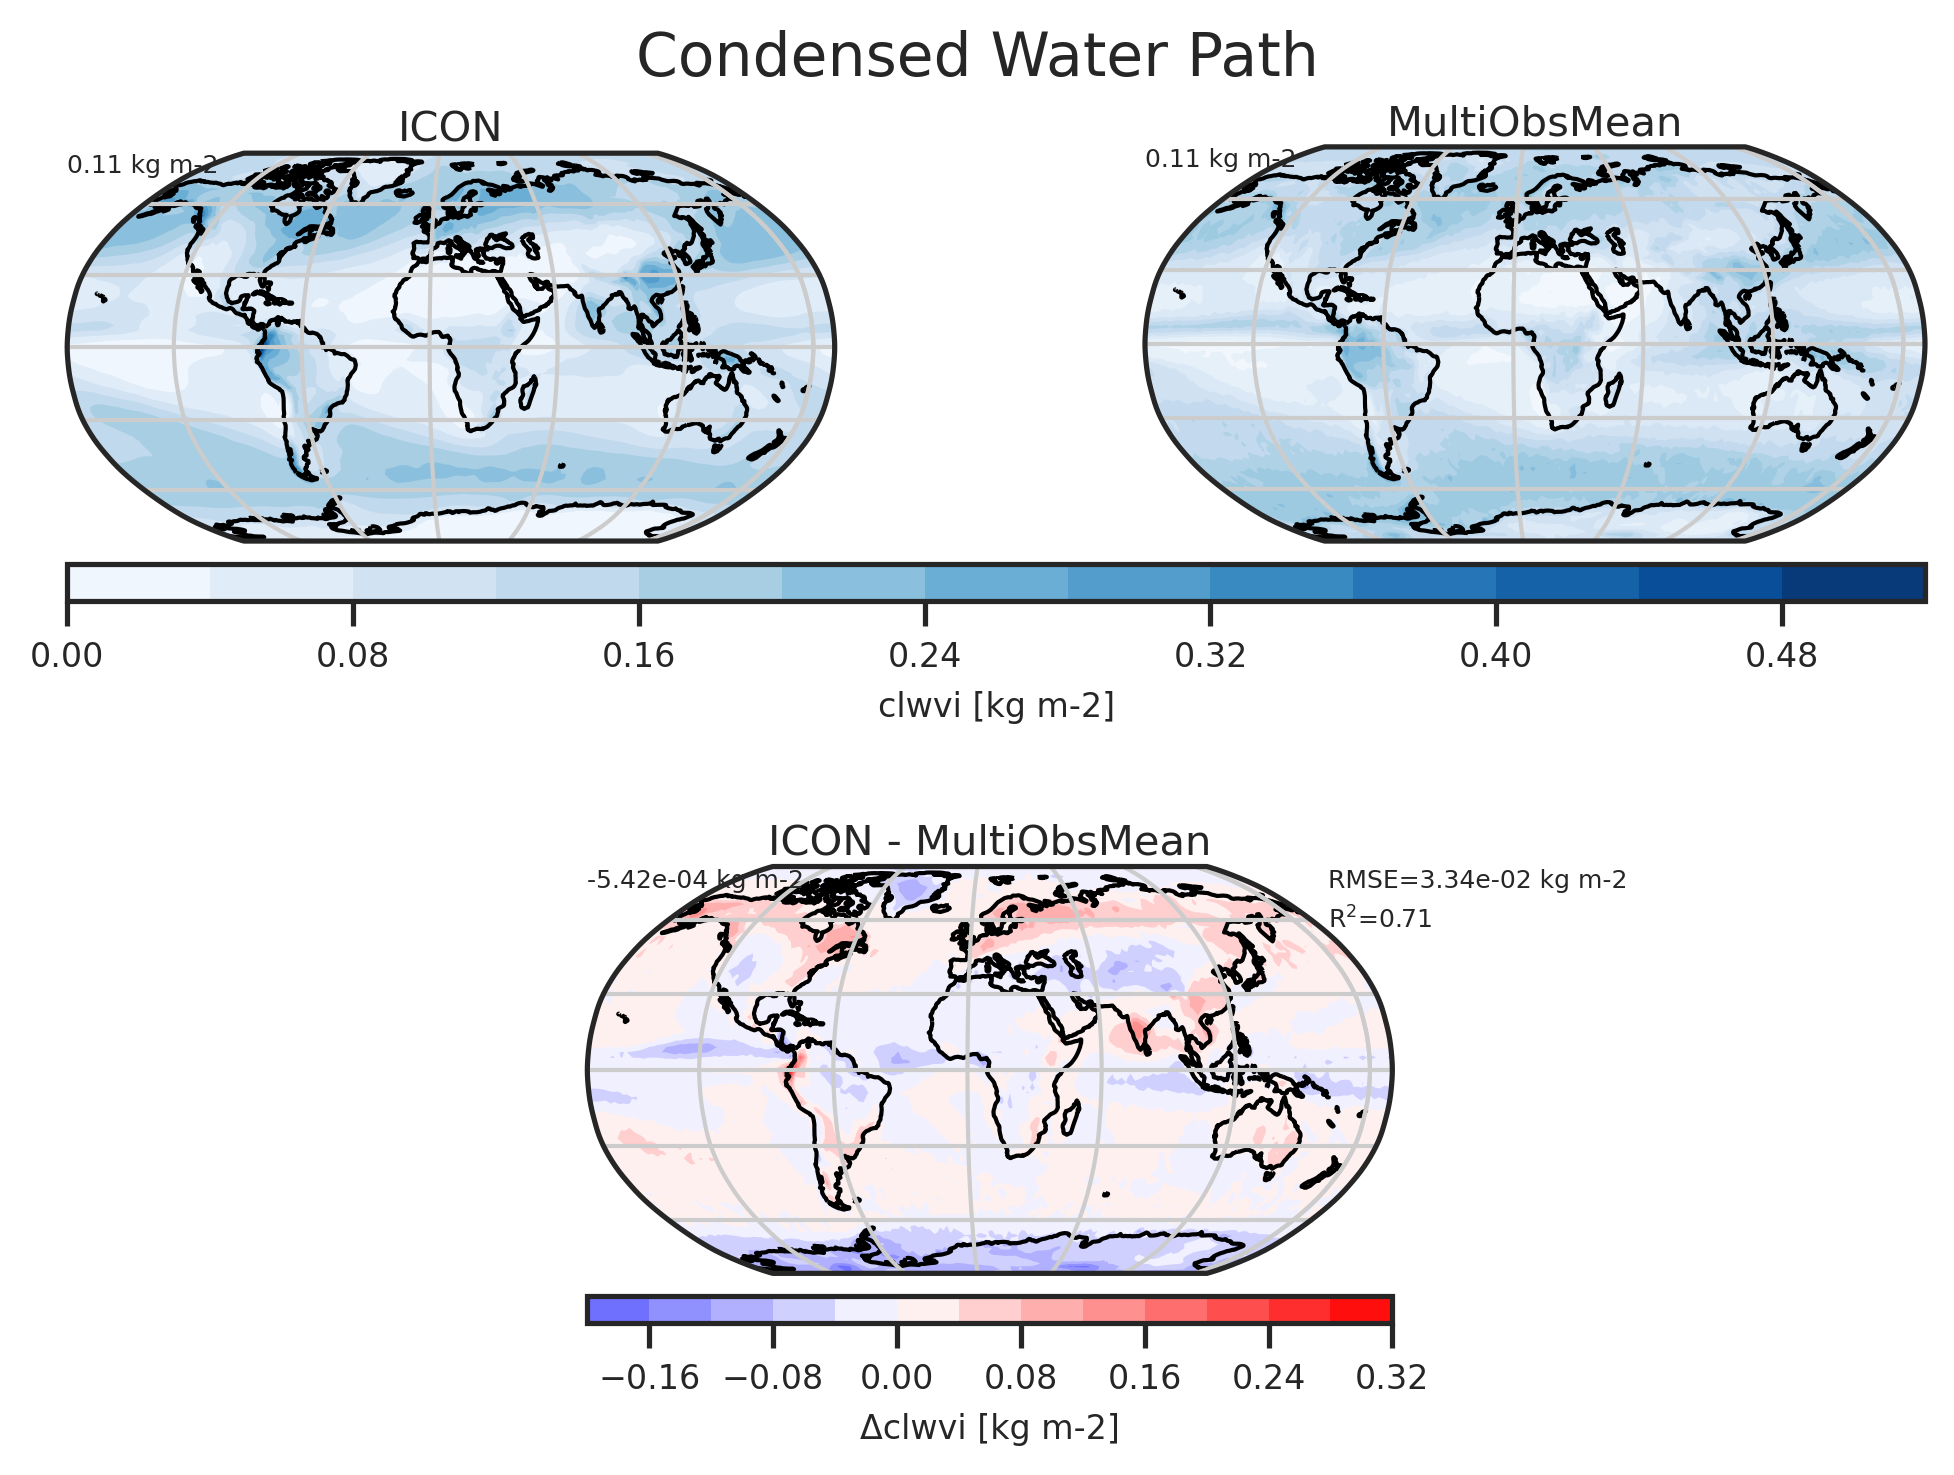 Condensed Water Path
ICON
MultiObsMean
0.11 kg m-2
0.11 kg m-2
0.00 0.08 0.16 0.24 0.32 0.40 0.48
clwvi [kg m-2]
ICON - MultiObsMean
-5.42e-04 kg m-2
RMSE=3.34e-02 kg m-2
R²=0.71
−0.16 −0.08 0.00 0.08 0.16 0.24 0.32
Δclwvi [kg m-2]